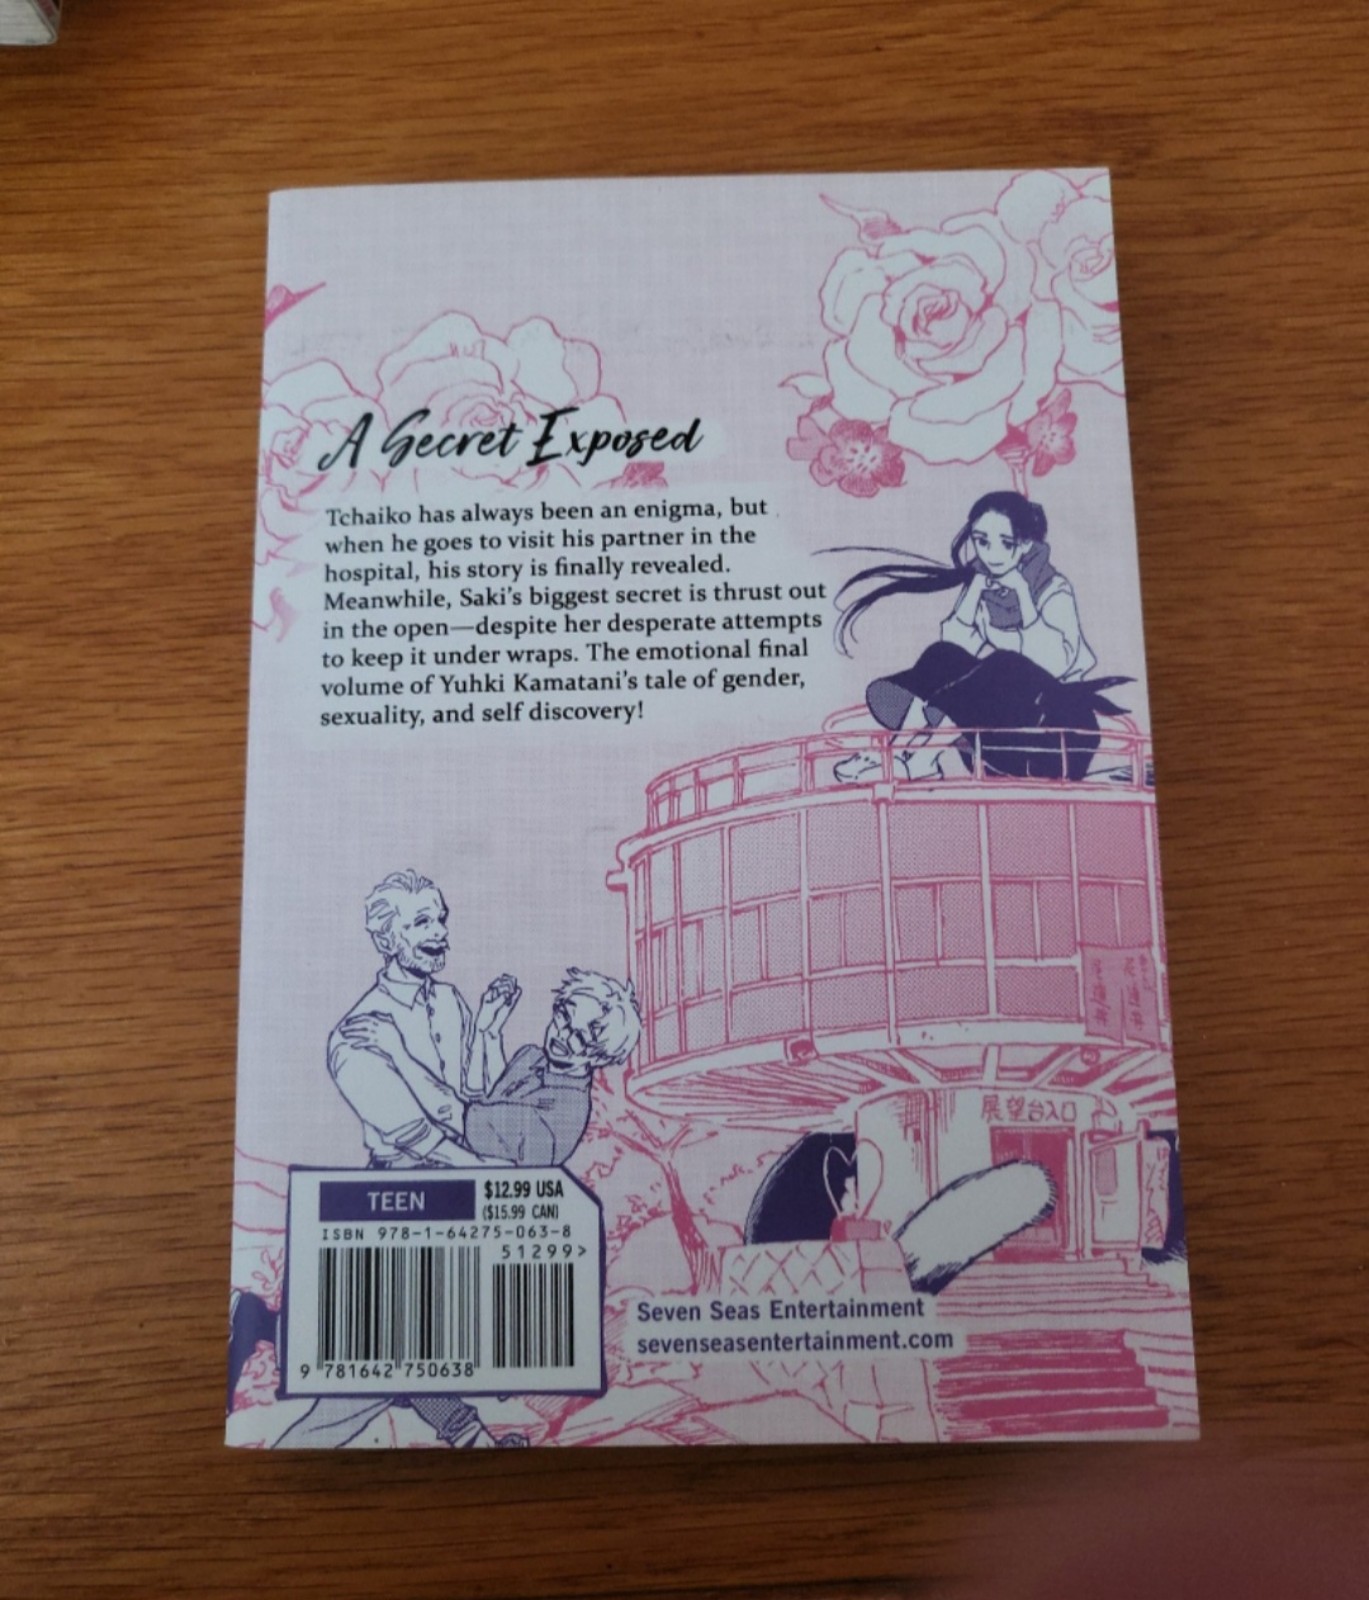 A Secret Exposed
Tchaiko has always been an enigma, but
when he goes to visit his partner in the
hospital, his story is finally revealed.
Meanwhile, Saki's biggest secret is thrust out
in the open—despite her desperate attempts
to keep it under wraps. The emotional final
volume of Yuhki Kamatani's tale of gender,
sexuality, and self discovery!
展望台入口
TEEN
$12.99 USA
($15.99 CAN)
ISBN 978-1-64275-063-8
51299>
9 781642 750638
Seven Seas Entertainment
sevenseasentertainment.com